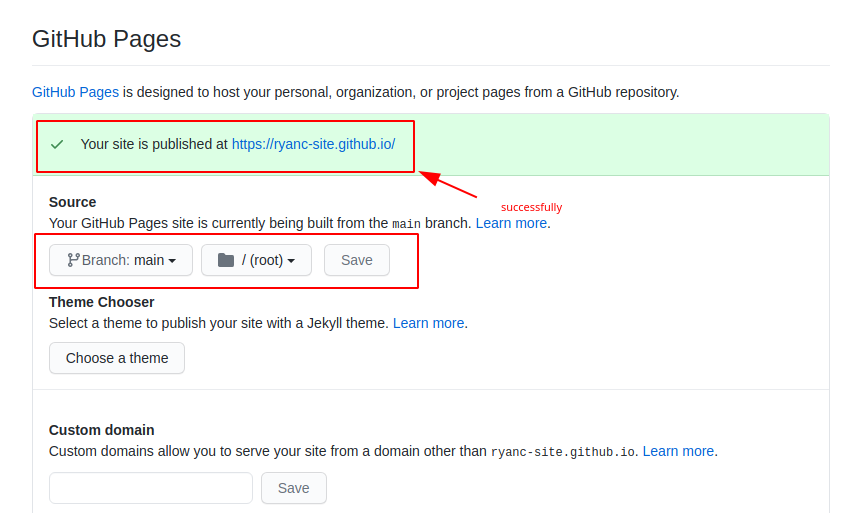 GitHub Pages
GitHub Pages is designed to host your personal, organization, or project pages from a GitHub repository.
Your site is published at https://ryanc-site.github.io/
successfully
Source
Your GitHub Pages site is currently being built from the main branch. Learn more.
Branch: main / (root) Save
Theme Chooser
Select a theme to publish your site with a Jekyll theme. Learn more.
Choose a theme
Custom domain
Custom domains allow you to serve your site from a domain other than ryanc-site.github.io. Learn more.
Save